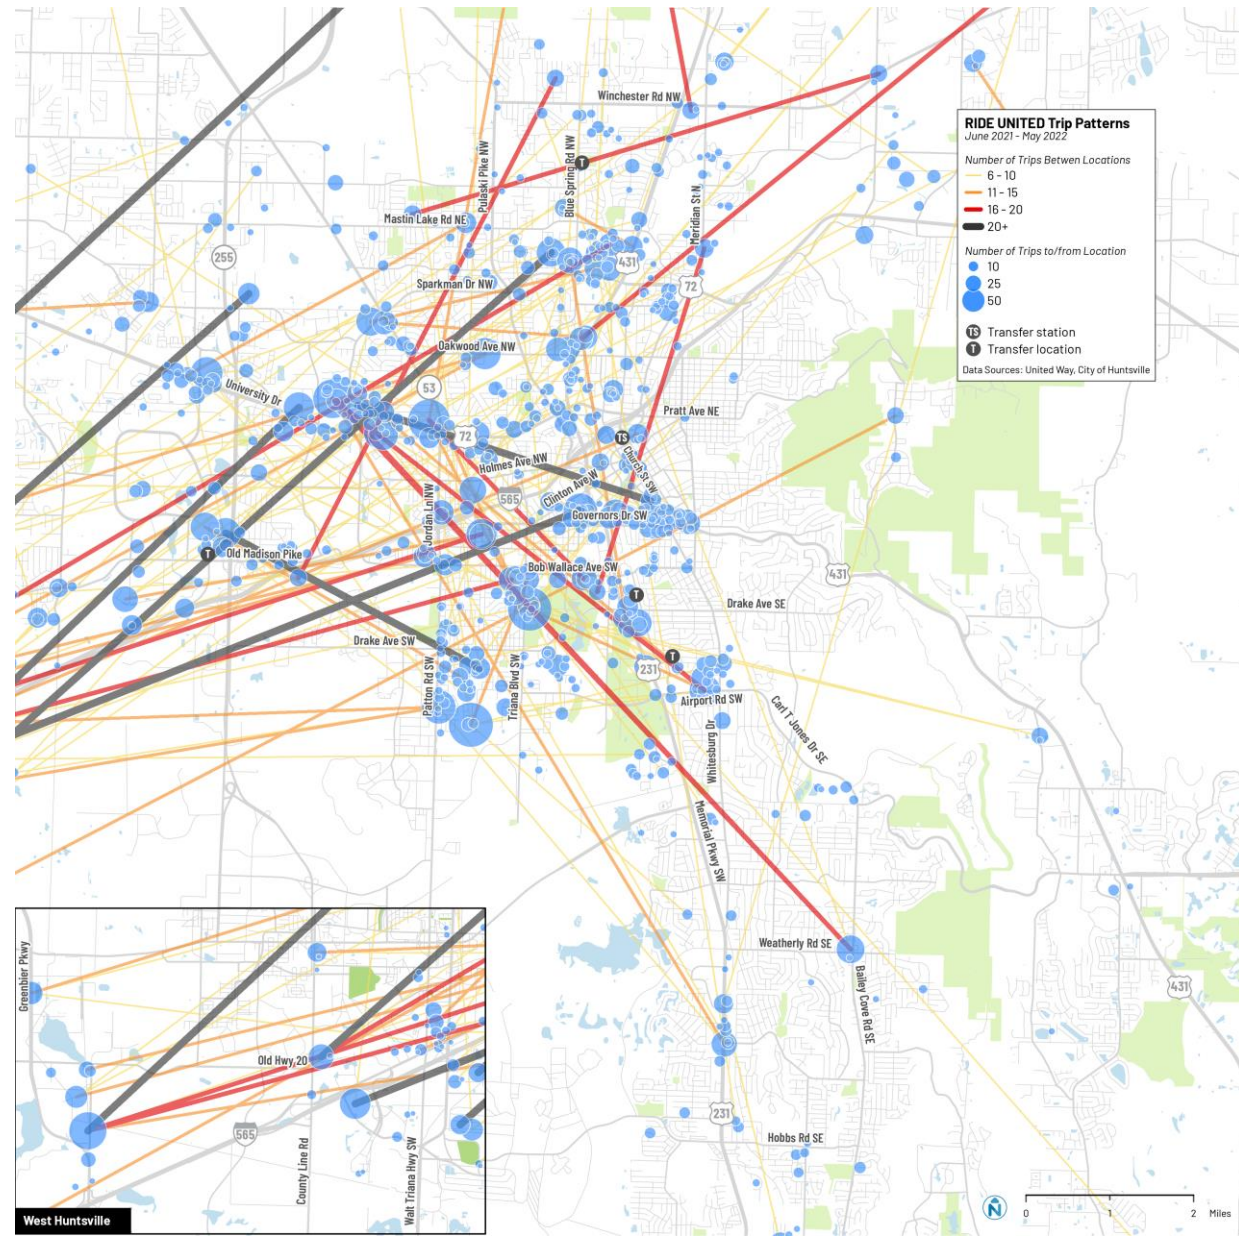 Winchester Rd NW
Pulaski Pike NW
Blue Spring Rd NW
T
Mastin Lake Rd NE
Meridian St N
255
431
Sparkman Dr NW
72
Oakwood Ave NW
University Dr
53
Pratt Ave NE
72
TS
Holmes Ave NW
Church St SW
Clinton Ave W
565
Jordan Ln NW
Governors Dr SW
T
Old Madison Pike
Bob Wallace Ave SW
431
T
Drake Ave SE
Drake Ave SW
T
231
Patton Rd SW
Triana Blvd SW
Airport Rd SW
Carl T Jones Dr SE
Whitesburg Dr
Memorial Pkwy SW
Weatherly Rd SE
Bailey Cove Rd SE
431
231
Hobbs Rd SE
RIDE UNITED Trip Patterns
June 2021 - May 2022
Number of Trips Betwen Locations
6 - 10
11 - 15
16 - 20
20+
Number of Trips to/from Location
10
25
50
TS Transfer station
T Transfer location
Data Sources: United Way, City of Huntsville
Greenbier Pkwy
Old Hwy 20
565
County Line Rd
Walt Triana Hwy SW
West Huntsville
N
0 1 2 Miles